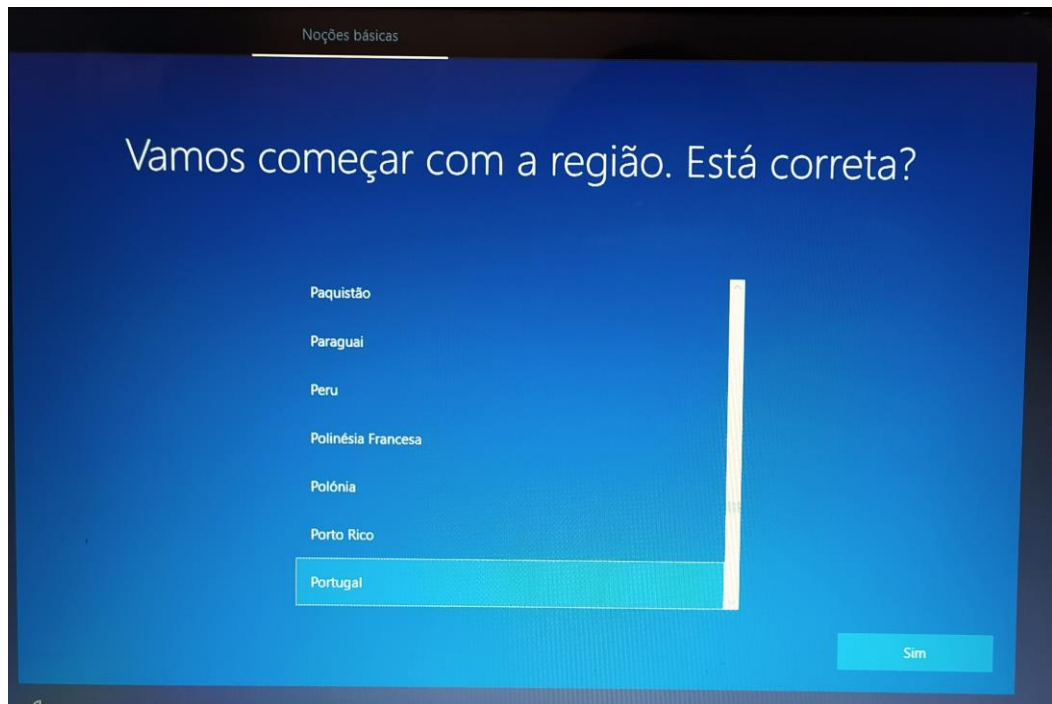 Noções básicas
Vamos começar com a região. Está correta?
Paquistão
Paraguai
Peru
Polinésia Francesa
Polónia
Porto Rico
Portugal
Sim